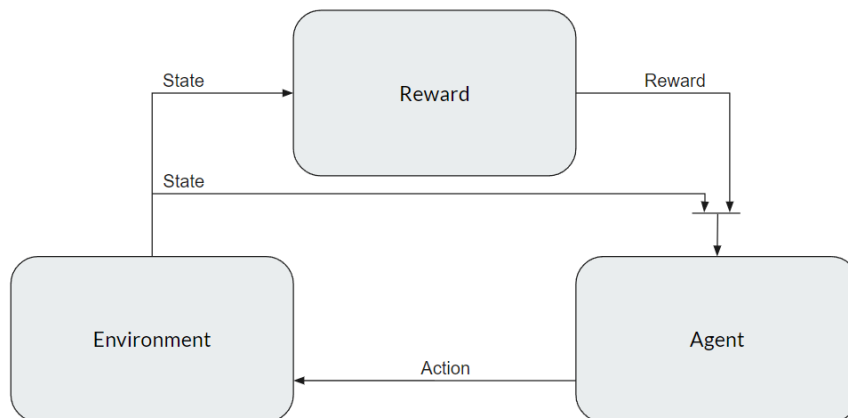 State
Reward
Reward
State
Environment
Agent
Action